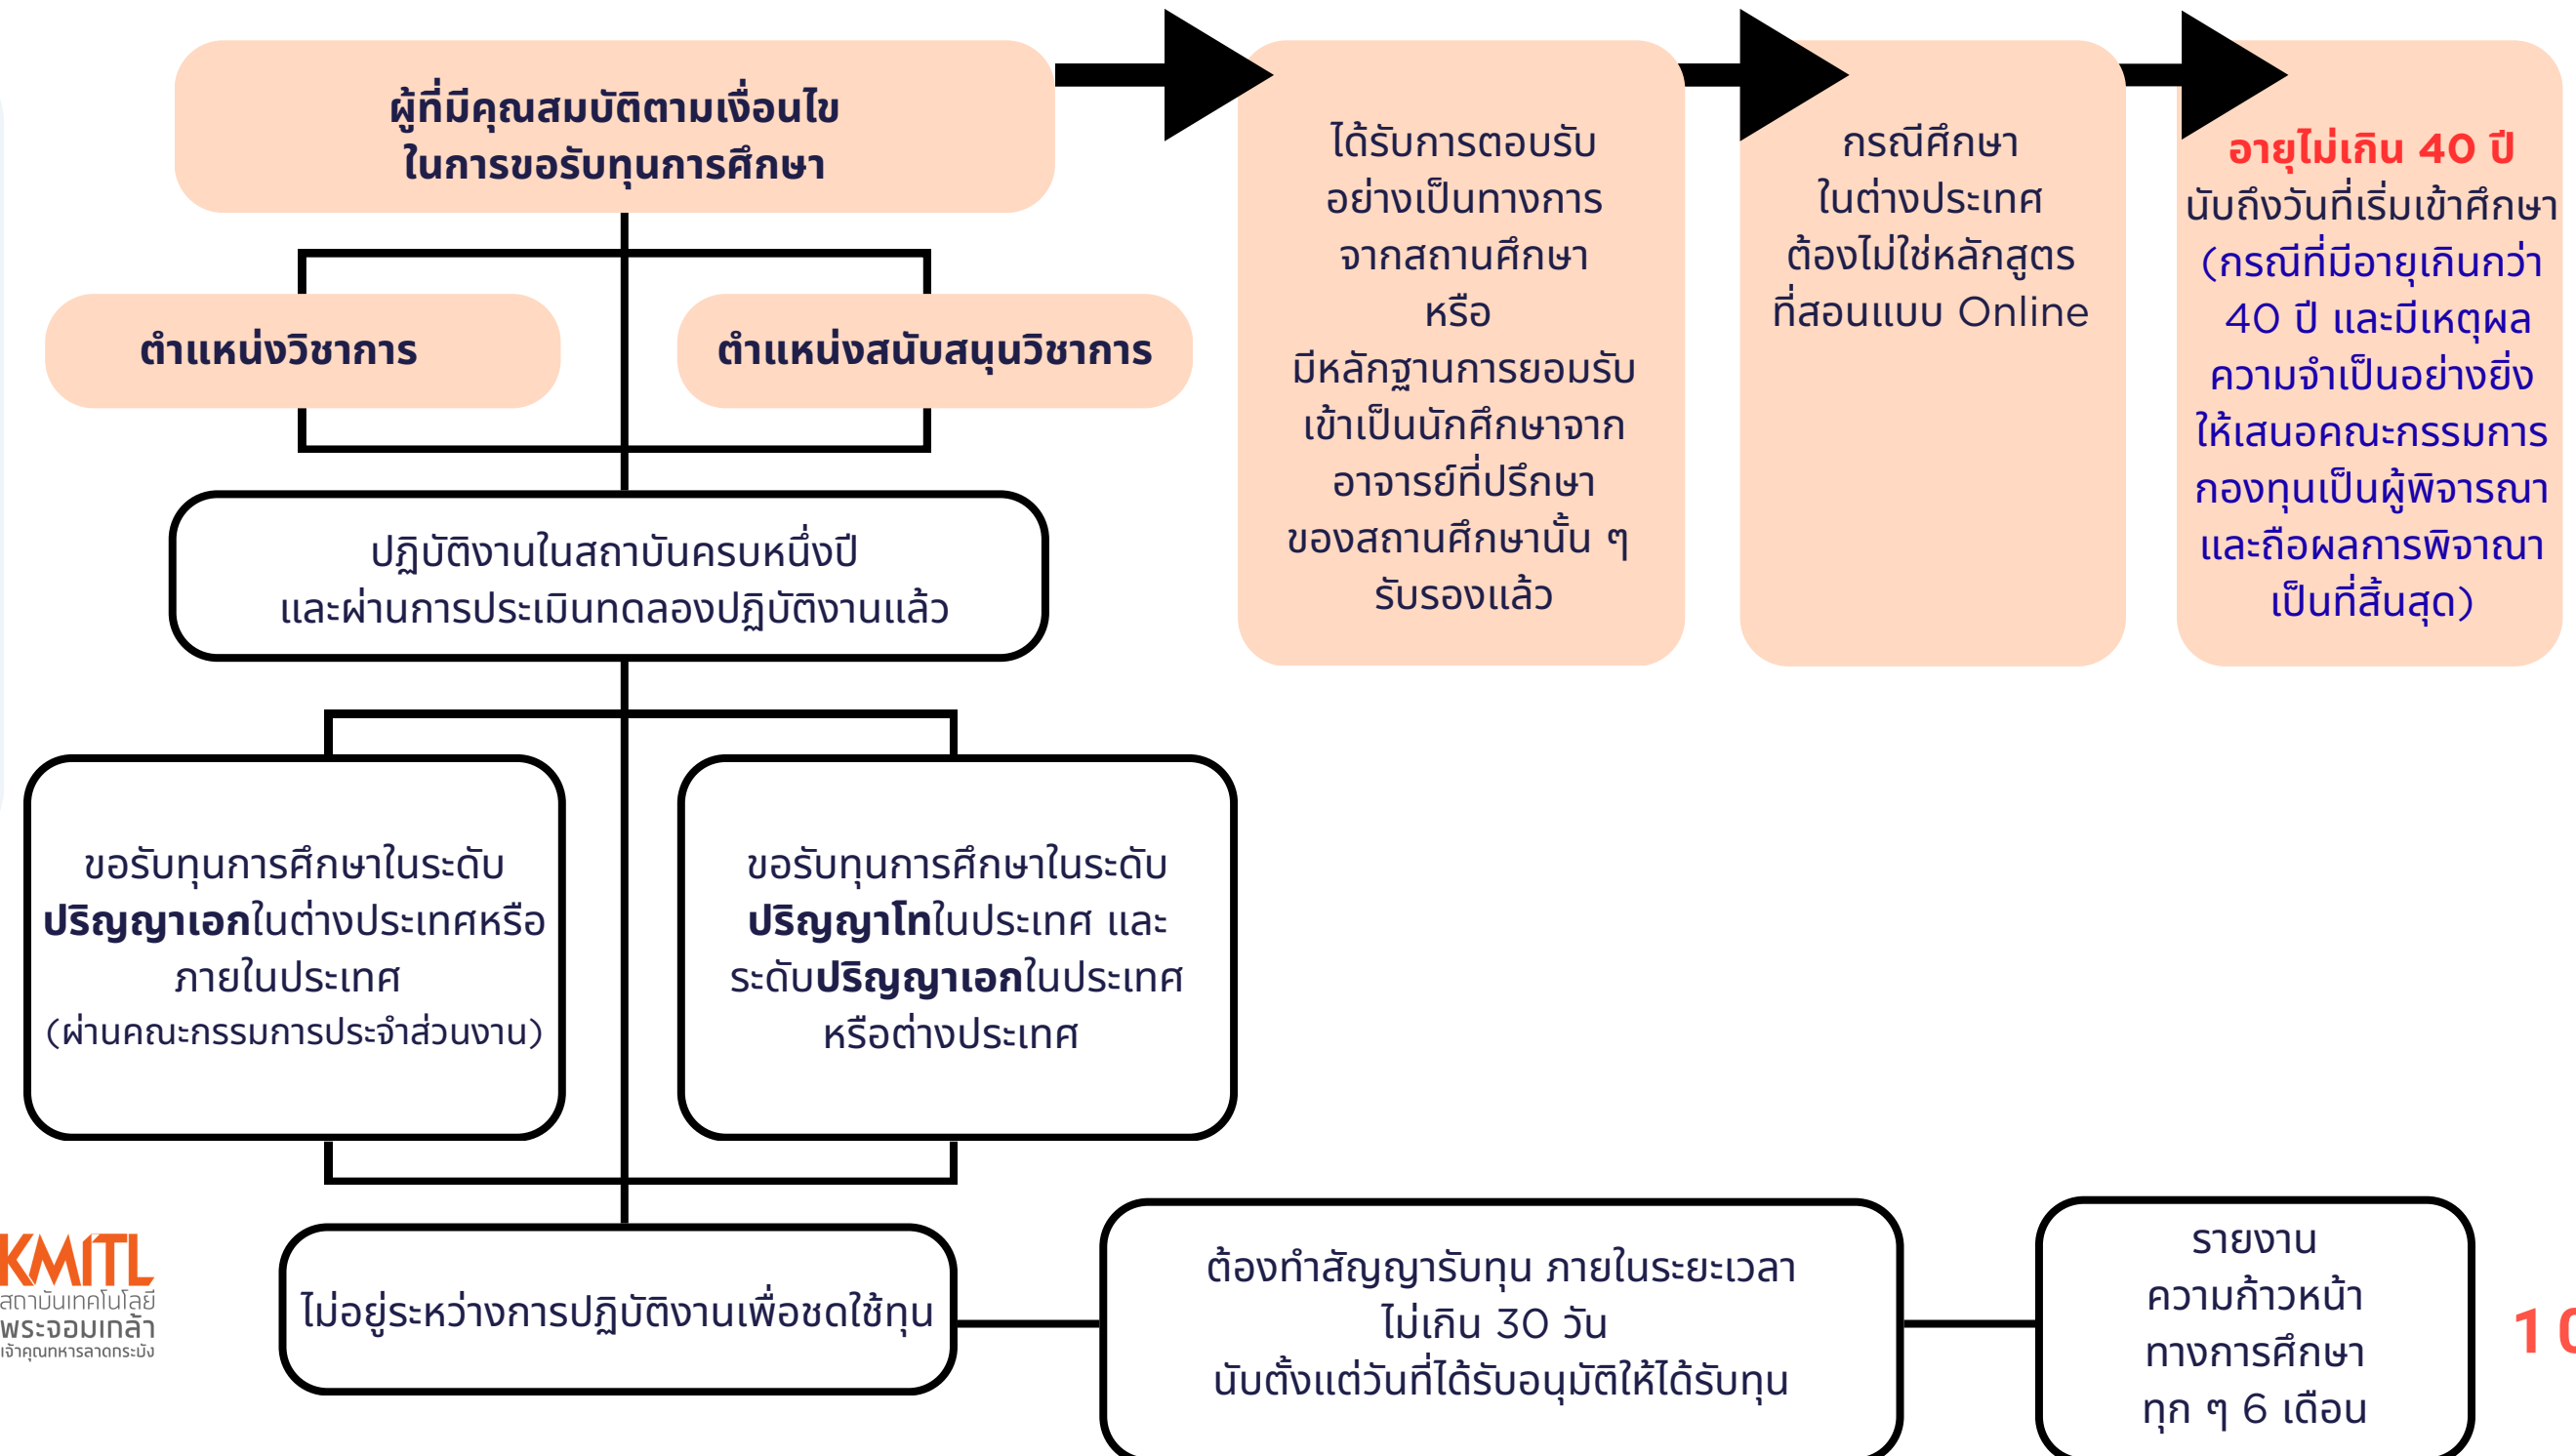 ผู้ที่มีคุณสมบัติตามเงื่อนไข
ในการขอรับทุนการศึกษา
ตำแหน่งวิชาการ
ตำแหน่งสนับสนุนวิชาการ
ปฏิบัติงานในสถาบันครบหนึ่งปี
และผ่านการประเมินทดลองปฏิบัติงานแล้ว
ขอรับทุนการศึกษาในระดับ
ปริญญาเอกในต่างประเทศหรือ
ภายในประเทศ
(ผ่านคณะกรรมการประจำส่วนงาน)
ขอรับทุนการศึกษาในระดับ
ปริญญาโทในประเทศ และ
ระดับปริญญาเอกในประเทศ
หรือต่างประเทศ
ไม่อยู่ระหว่างการปฏิบัติงานเพื่อชดใช้ทุน
ต้องทำสัญญารับทุน ภายในระยะเวลา
ไม่เกิน 30 วัน
นับตั้งแต่วันที่ได้รับอนุมัติให้ได้รับทุน
รายงาน
ความก้าวหน้า
ทางการศึกษา
ทุก ๆ 6 เดือน
ได้รับการตอบรับ
อย่างเป็นทางการ
จากสถานศึกษา
หรือ
มีหลักฐานการยอมรับ
เข้าเป็นนักศึกษาจาก
อาจารย์ที่ปรึกษา
ของสถานศึกษานั้น ๆ
รับรองแล้ว
กรณีศึกษา
ในต่างประเทศ
ต้องไม่ใช่หลักสูตร
ที่สอนแบบ Online
อายุไม่เกิน 40 ปี
นับถึงวันที่เริ่มเข้าศึกษา
(กรณีที่มีอายุเกินกว่า
40 ปี และมีเหตุผล
ความจำเป็นอย่างยิ่ง
ให้เสนอคณะกรรมการ
กองทุนเป็นผู้พิจารณา
และถือผลการพิจาณา
เป็นที่สิ้นสุด)
KMITL
สถาบันเทคโนโลยี
พระจอมเกล้า
เจ้าคุณทหารลาดกระบัง
10